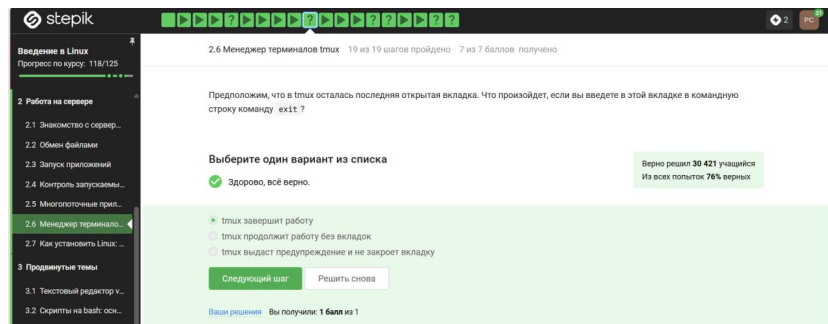 stepik
2
PC
21
Введение в Linux
Прогресс по курсу: 118/125
2 Работа на сервере
2.1 Знакомство с сервер...
2.2 Обмен файлами
2.3 Запуск приложений
2.4 Контроль запускаемы...
2.5 Многопоточные прил...
2.6 Менеджер терминало...
2.7 Как установить Linux: ...
3 Продвинутые темы
3.1 Текстовый редактор v...
3.2 Скрипты на bash: осн...
2.6 Менеджер терминалов tmux 19 из 19 шагов пройдено 7 из 7 баллов получено
Предположим, что в tmux осталась последняя открытая вкладка. Что произойдет, если вы введете в этой вкладке в командную
строку команду exit ?
Выберите один вариант из списка
Здорово, всё верно.
Верно решил 30 421 учащийся
Из всех попыток 76% верных
tmux завершит работу
tmux продолжит работу без вкладок
tmux выдаст предупреждение и не закроет вкладку
Следующий шаг
Решить снова
Ваши решения Вы получили: 1 балл из 1